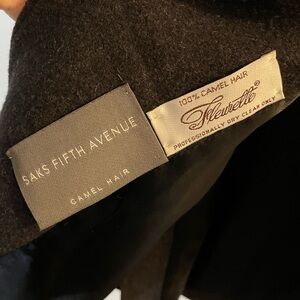 SAKS FIFTH AVENUE
CAMEL HAIR
100% CAMEL HAIR
Fleurette®
PROFESSIONALLY DRY CLEAN ONLY